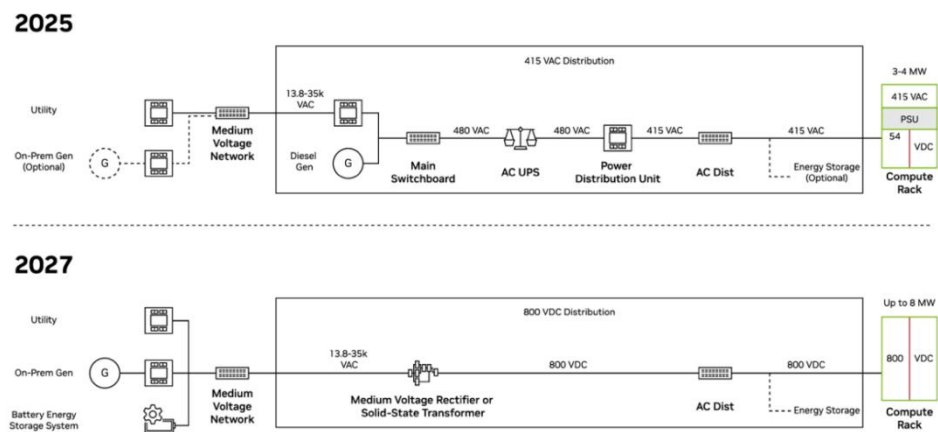 2025
415 VAC Distribution
3-4 MW
13.8-35k
VAC
415 VAC
Utility
PSU
480 VAC
480 VAC
415 VAC
415 VAC
54
VDC
Medium
Voltage
Network
On-Prem Gen
(Optional)
G
Diesel
Gen
G
Main
Switchboard
AC UPS
Power
Distribution Unit
AC Dist
Energy Storage
(Optional)
Compute
Rack
2027
800 VDC Distribution
Up to 8 MW
Utility
13.8-35k
VAC
800 VDC
800 VDC
800
VDC
On-Prem Gen
G
Medium
Voltage
Network
Medium Voltage Rectifier or
Solid-State Transformer
AC Dist
Energy Storage
Compute
Rack
Battery Energy
Storage System